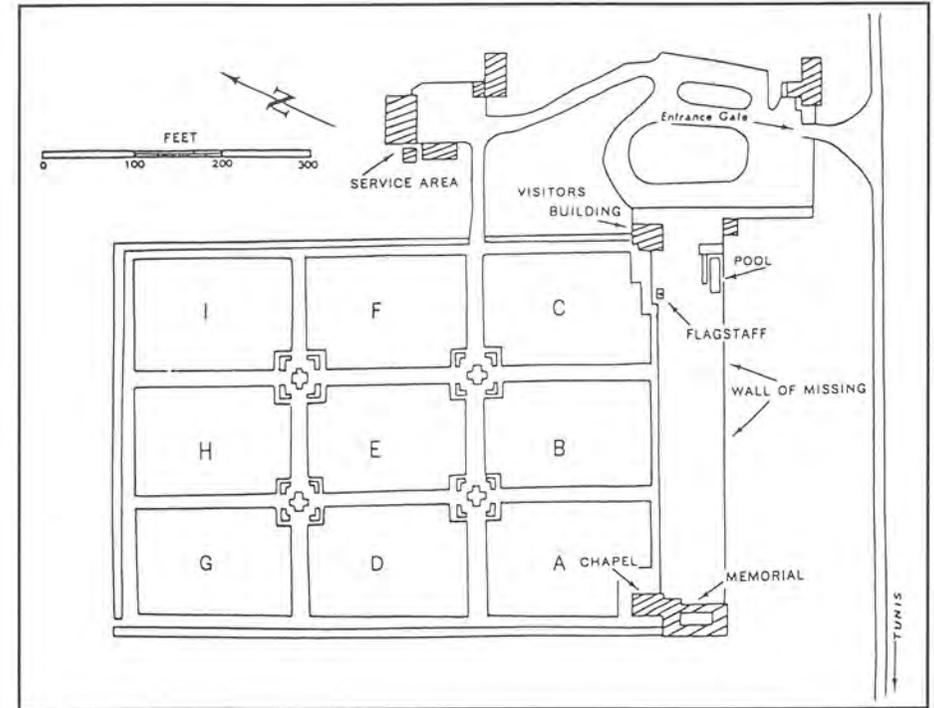 N
FEET
0 100 200 300
SERVICE AREA
Entrance Gate
VISITORS
BUILDING
POOL
FLAGSTAFF
WALL OF MISSING
I F C
H E B
G D A
CHAPEL
MEMORIAL
TUNIS